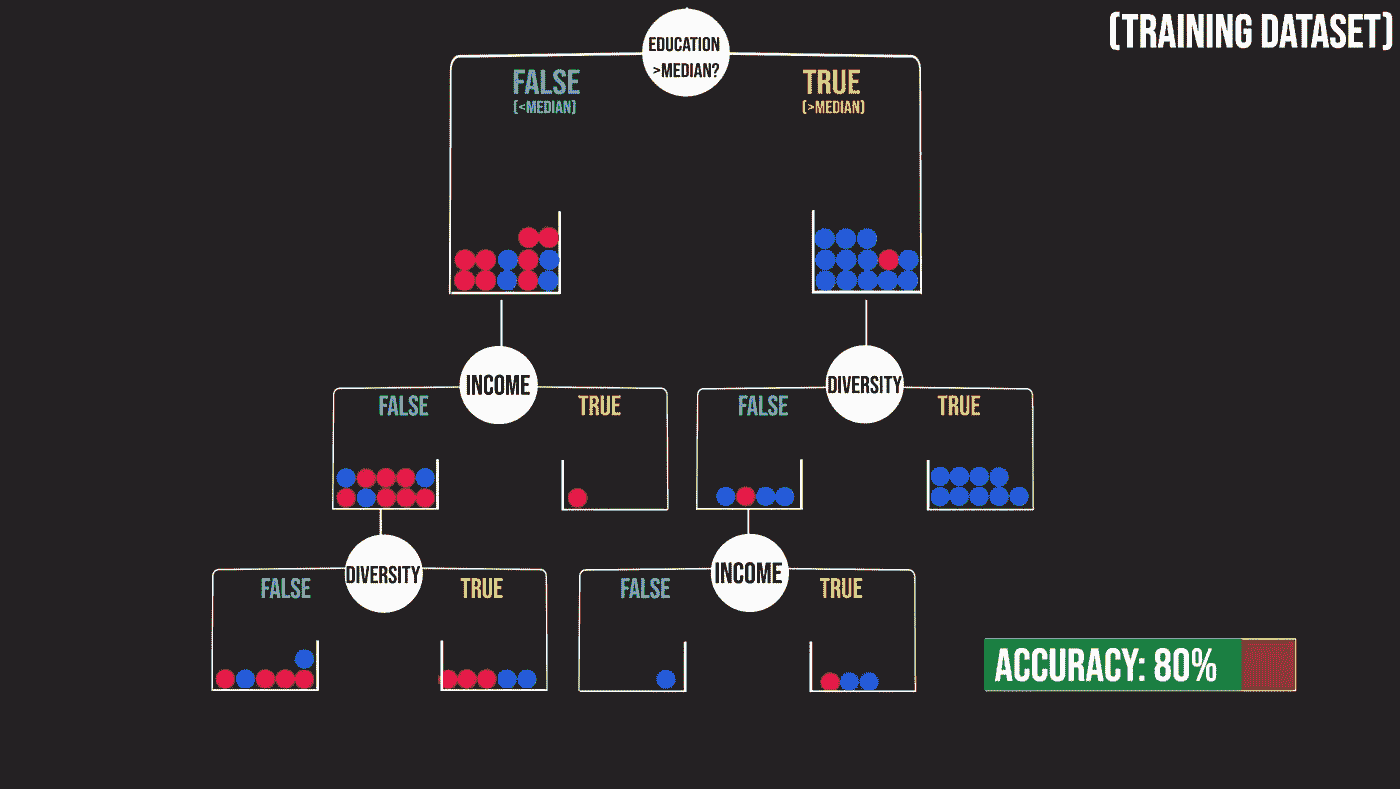 (TRAINING DATASET)
EDUCATION
>MEDIAN?
FALSE
(<MEDIAN)
TRUE
(>MEDIAN)
INCOME
FALSE
TRUE
DIVERSITY
FALSE
TRUE
DIVERSITY
FALSE
TRUE
INCOME
FALSE
TRUE
ACCURACY: 80%